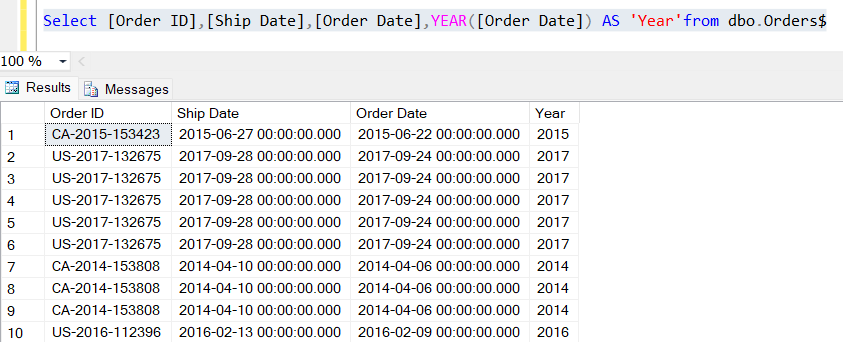 Select [Order ID],[Ship Date],[Order Date],YEAR([Order Date]) AS 'Year'from dbo.Orders$
100 %
Results Messages
Order ID Ship Date Order Date Year
1 CA-2015-153423 2015-06-27 00:00:00.000 2015-06-22 00:00:00.000 2015
2 US-2017-132675 2017-09-28 00:00:00.000 2017-09-24 00:00:00.000 2017
3 US-2017-132675 2017-09-28 00:00:00.000 2017-09-24 00:00:00.000 2017
4 US-2017-132675 2017-09-28 00:00:00.000 2017-09-24 00:00:00.000 2017
5 US-2017-132675 2017-09-28 00:00:00.000 2017-09-24 00:00:00.000 2017
6 US-2017-132675 2017-09-28 00:00:00.000 2017-09-24 00:00:00.000 2017
7 CA-2014-153808 2014-04-10 00:00:00.000 2014-04-06 00:00:00.000 2014
8 CA-2014-153808 2014-04-10 00:00:00.000 2014-04-06 00:00:00.000 2014
9 CA-2014-153808 2014-04-10 00:00:00.000 2014-04-06 00:00:00.000 2014
10 US-2016-112396 2016-02-13 00:00:00.000 2016-02-09 00:00:00.000 2016